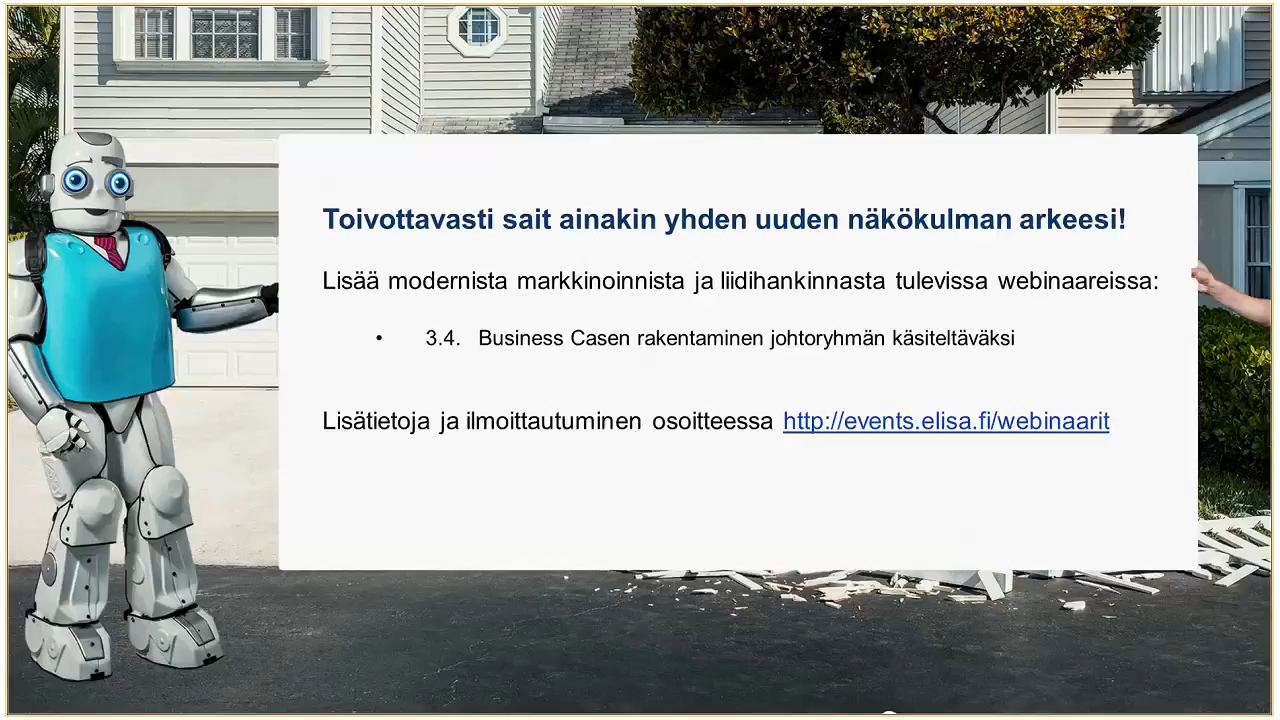 Toivottavasti sait ainakin yhden uuden näkökulman arkeesi!
Lisää modernista markkinoinnista ja liidihankinnasta tulevissa webinaareissa:
• 3.4. Business Casen rakentaminen johtoryhmän käsiteltäväksi
Lisätietoja ja ilmoittautuminen osoitteessa http://events.elisa.fi/webinaarit